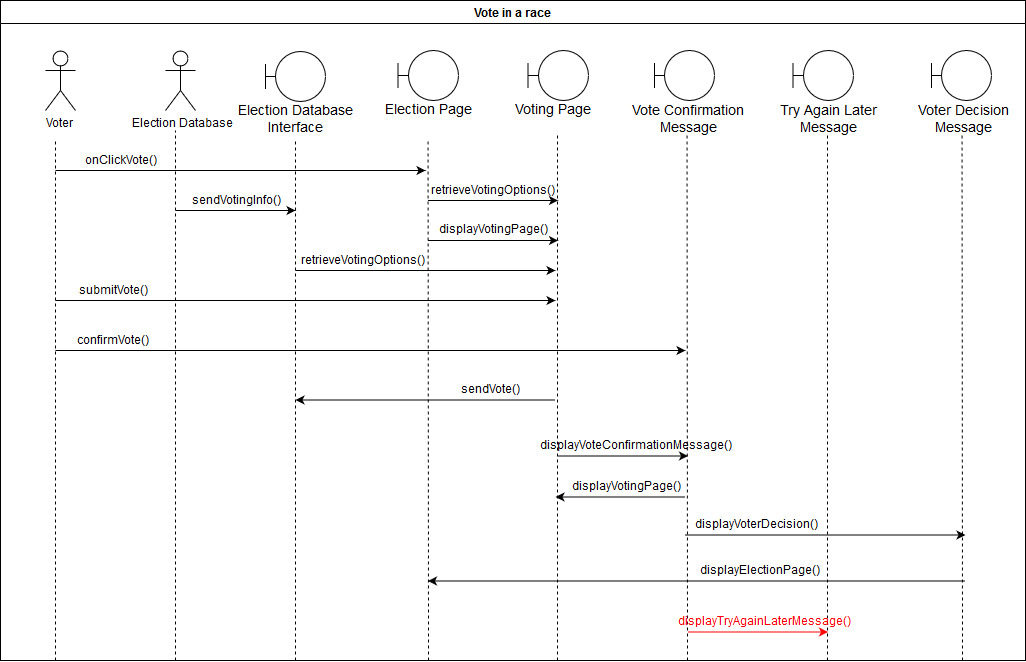 Vote in a race
Voter
Election Database
Election Database
Interface
Election Page
Voting Page
Vote Confirmation
Message
Try Again Later
Message
Voter Decision
Message
onClickVote()
retrieveVotingOptions()
sendVotingInfo()
displayVotingPage()
retrieveVotingOptions()
submitVote()
confirmVote()
sendVote()
displayVoteConfirmationMessage()
displayVotingPage()
displayVoterDecision()
displayElectionPage()
displayTryAgainLaterMessage()